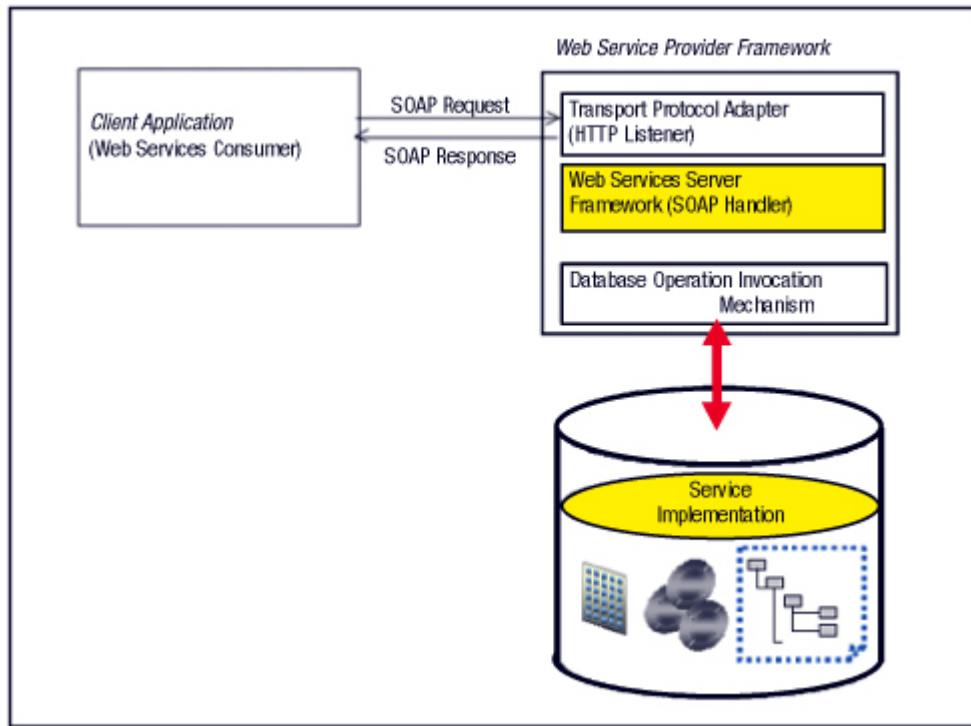 Web Service Provider Framework
Client Application
(Web Services Consumer)
SOAP Request
SOAP Response
Transport Protocol Adapter
(HTTP Listener)
Web Services Server
Framework (SOAP Handler)
Database Operation Invocation
Mechanism
Service
Implementation